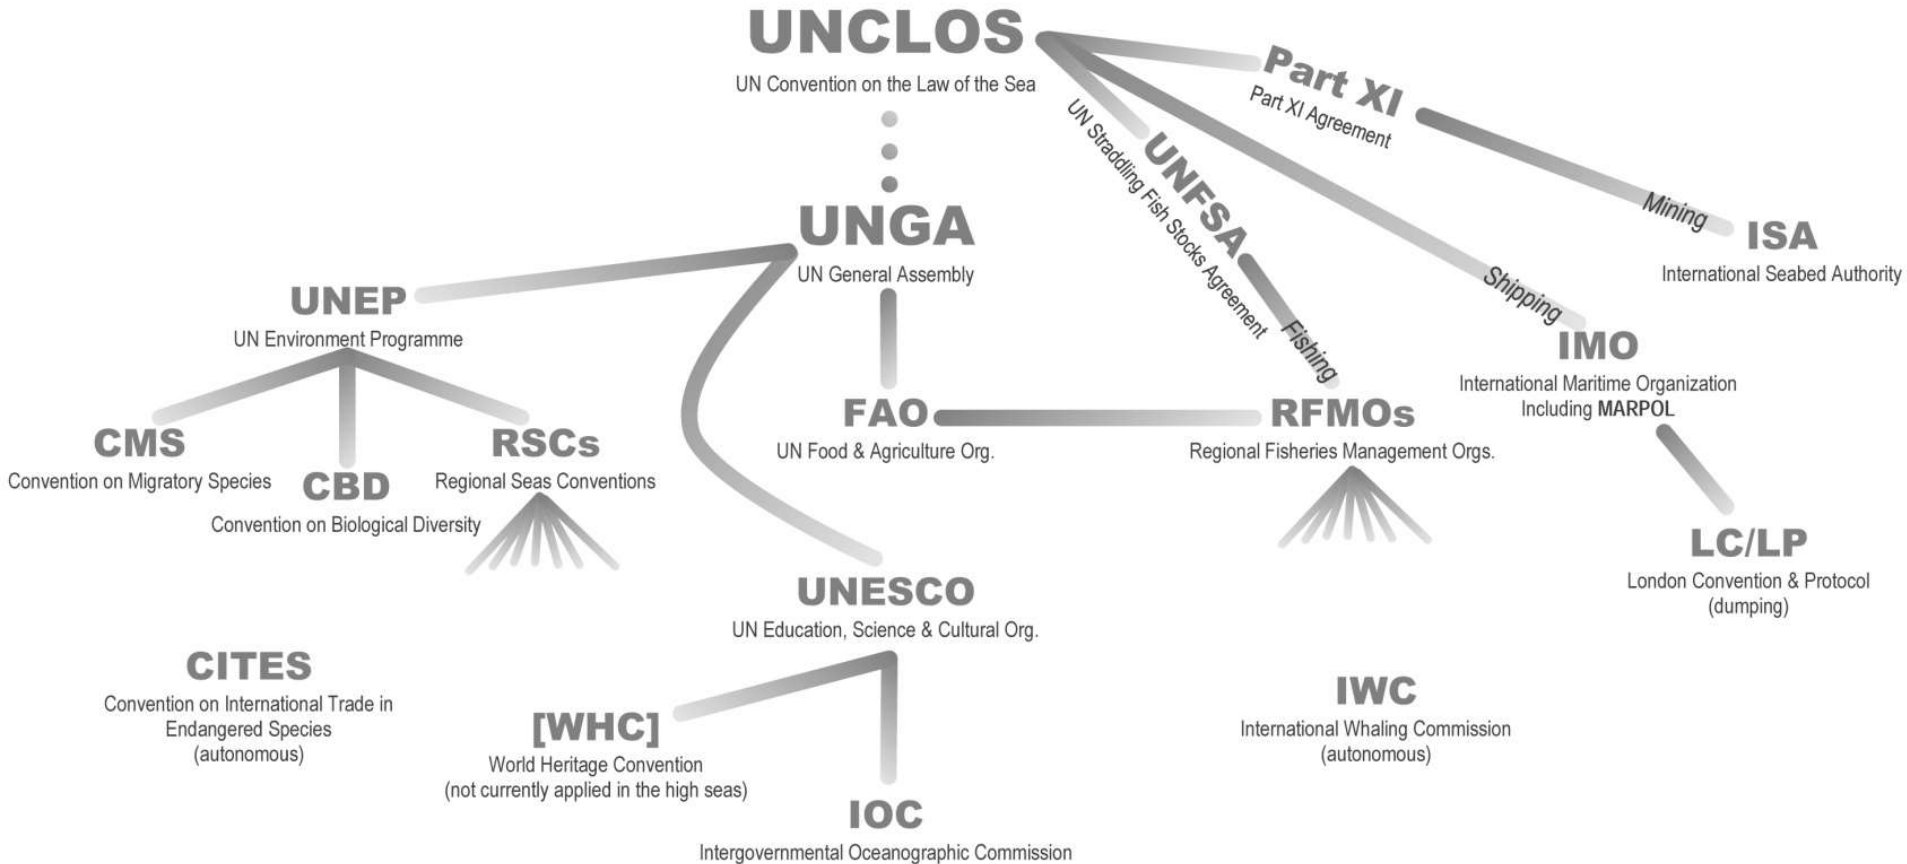 UNCLOS
UN Convention on the Law of the Sea
Part XI
Part XI Agreement
UNFSA
UN Straddling Fish Stocks Agreement
Mining
ISA
International Seabed Authority
UNGA
UN General Assembly
Shipping
IMO
International Maritime Organization
Including MARPOL
UNEP
UN Environment Programme
Fishing
FAO
UN Food & Agriculture Org.
RFMOs
Regional Fisheries Management Orgs.
CMS
Convention on Migratory Species
CBD
Convention on Biological Diversity
RSCs
Regional Seas Conventions
LC/LP
London Convention & Protocol
(dumping)
UNESCO
UN Education, Science & Cultural Org.
CITES
Convention on International Trade in
Endangered Species
(autonomous)
[WHC]
World Heritage Convention
(not currently applied in the high seas)
IWC
International Whaling Commission
(autonomous)
IOC
Intergovernmental Oceanographic Commission